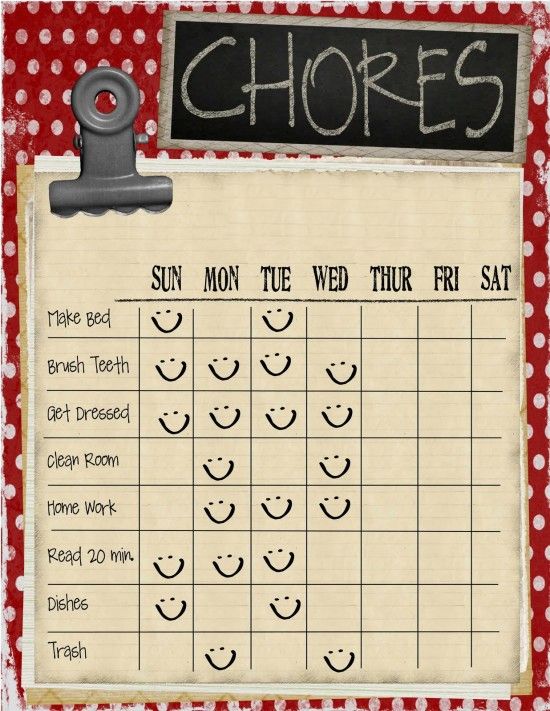 CHORES
SUN MON TUE WED THUR FRI SAT
Make Bed
Brush Teeth
Get Dressed
Clean Room
Home Work
Read 20 min.
Dishes
Trash